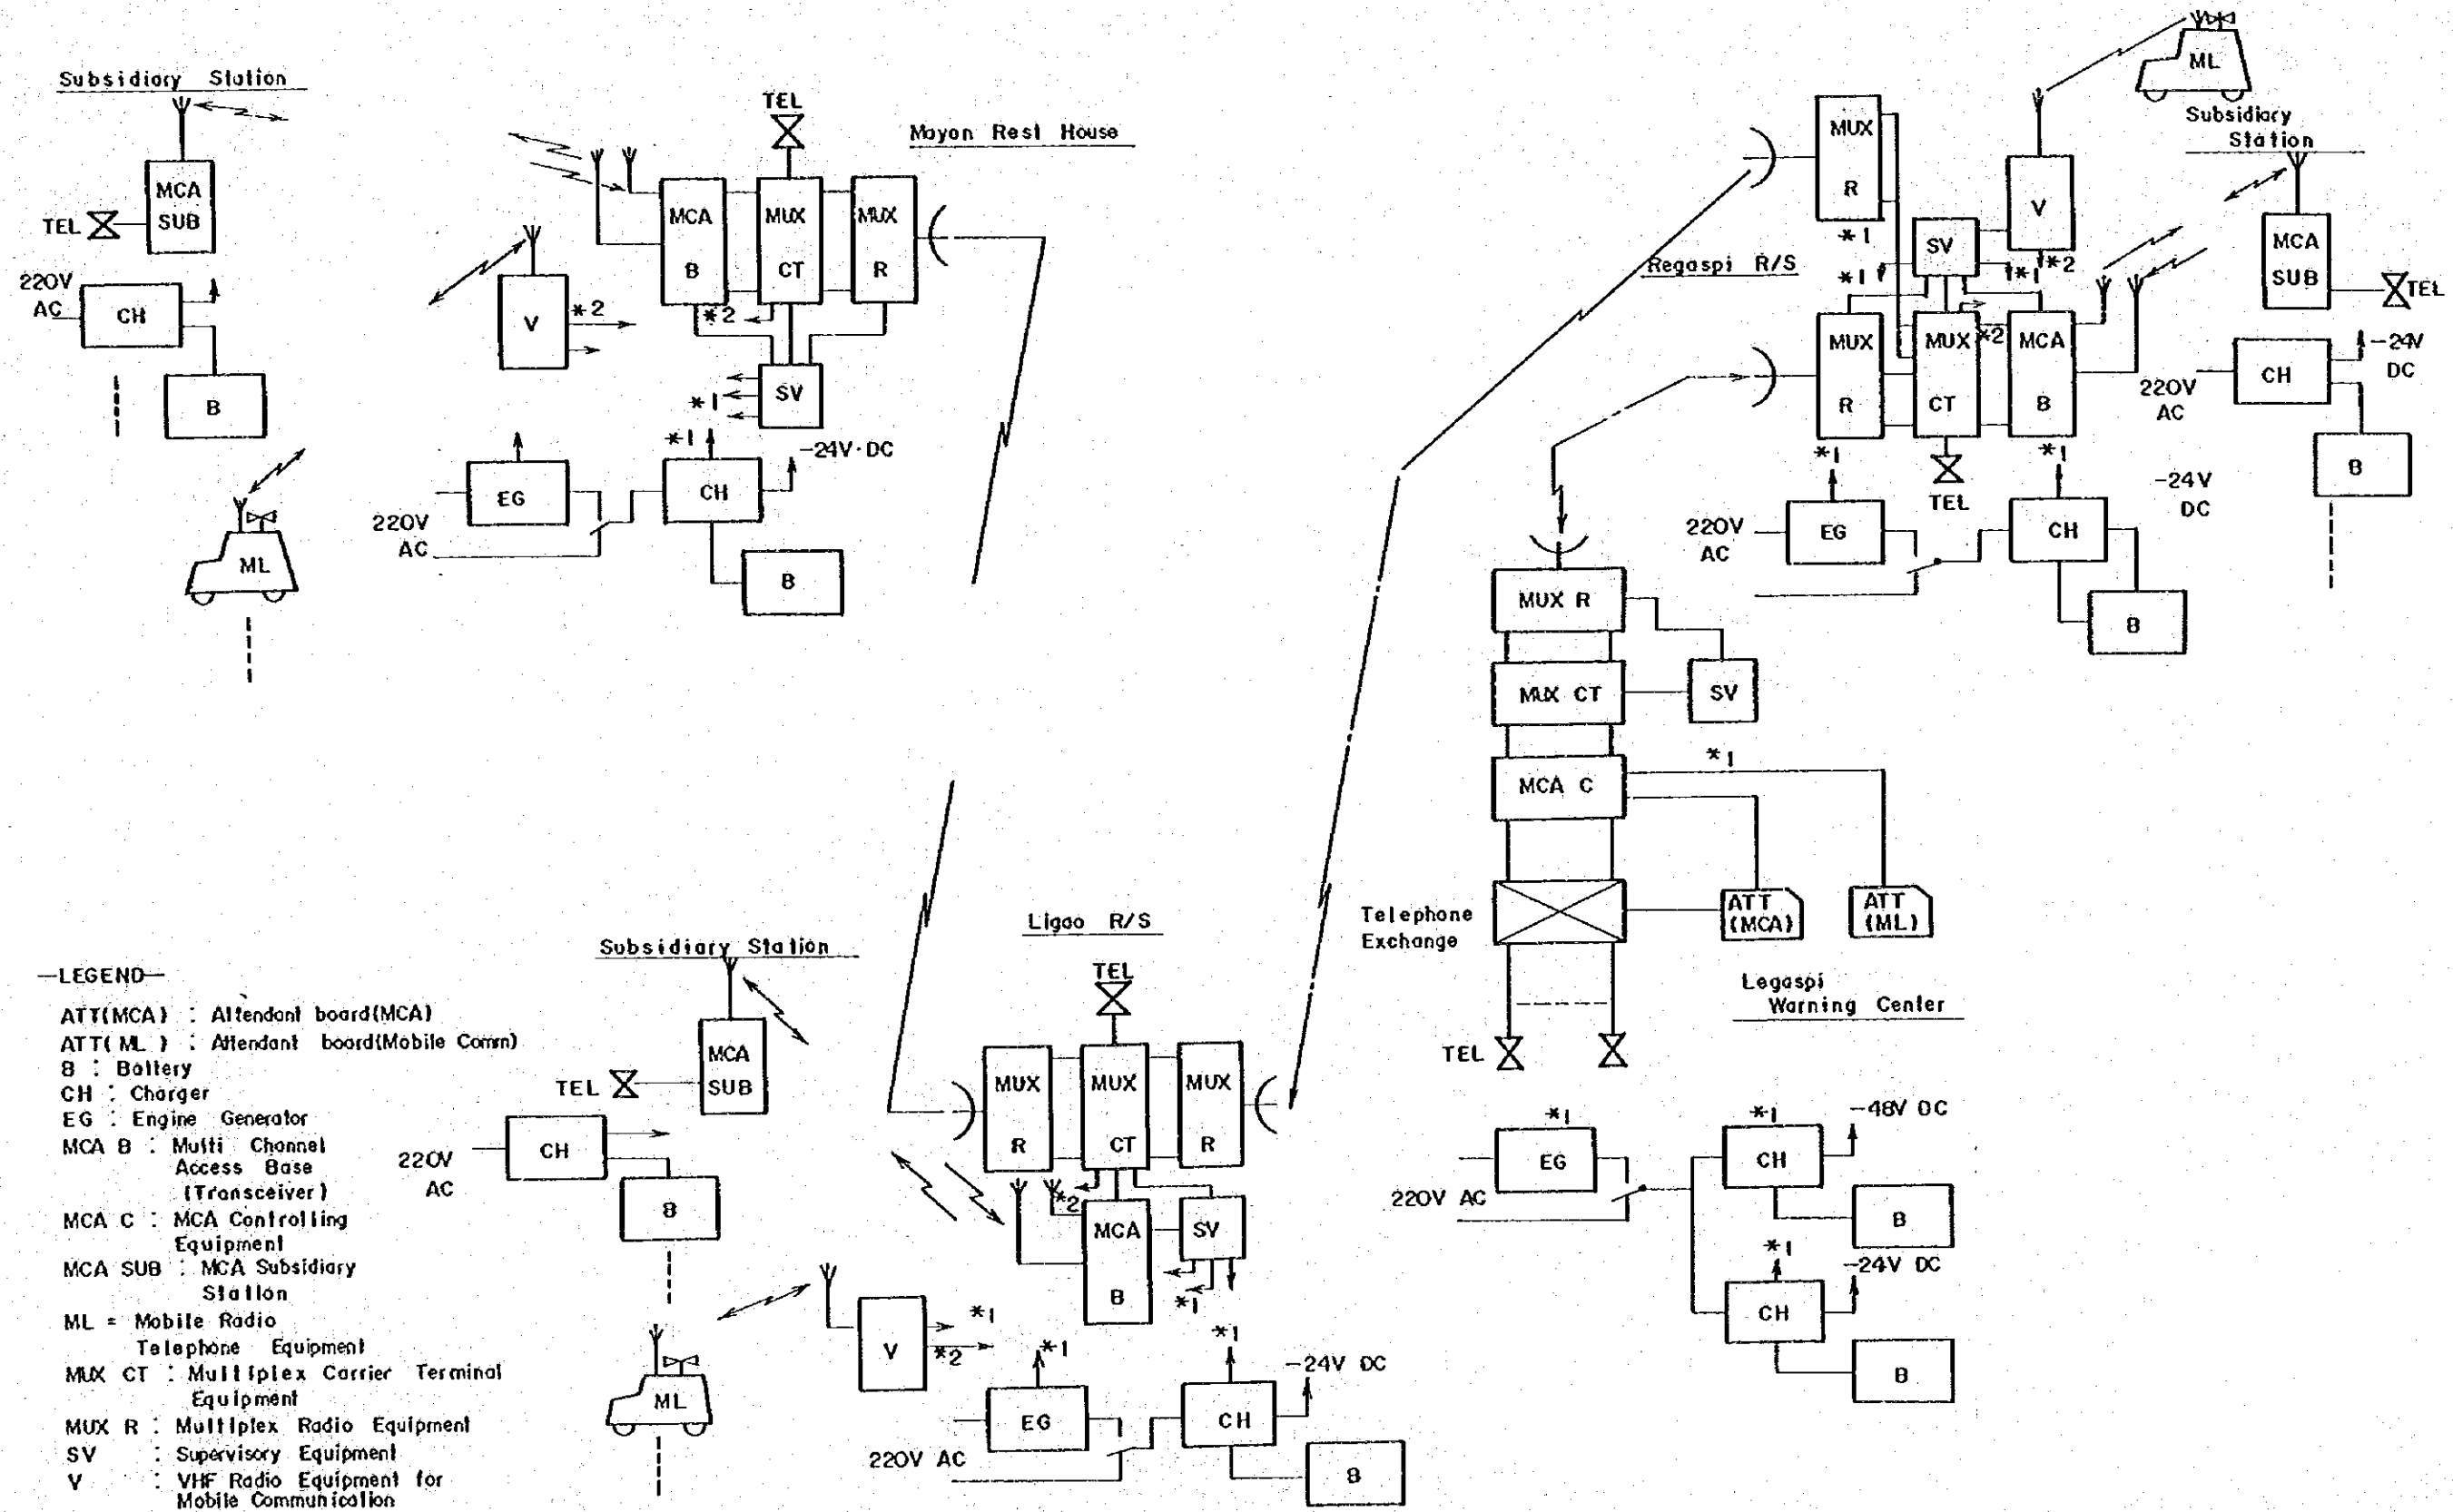 Subsidiary Station
MCA
SUB
TEL
220V
AC
CH
B
ML
TEL
Mayon Rest House
MCA
B
MUX
CT
MUX
R
V
*2
*2
SV
*1
*1
-24V·DC
EG
CH
220V
AC
B
ML
Subsidiary
Station
MUX
R
*1
V
SV
Regaspi R/S
*1
*1
*2
MCA
SUB
TEL
MUX
R
MUX
CT
*2
MCA
B
-24V
DC
CH
220V
AC
B
*1
*1
TEL
-24V
DC
220V
AC
EG
CH
B
MUX R
MUX CT
SV
*1
MCA C
Telephone
Exchange
ATT
(MCA)
ATT
(ML)
Legaspi
Warning Center
TEL
*1
*1
-48V DC
EG
CH
220V AC
B
*1
-24V DC
CH
B
Subsidiary Station
MCA
SUB
TEL
CH
220V
AC
B
ML
Ligao R/S
TEL
MUX
R
MUX
CT
MUX
R
*2
MCA
B
SV
*1
V
*1
*2
*1
*1
-24V DC
EG
CH
220V AC
B
—LEGEND—
ATT(MCA) : Attendant board(MCA)
ATT( ML ) : Attendant board(Mobile Comm)
B : Battery
CH : Charger
EG : Engine Generator
MCA B : Multi Channel
Access Base
(Transceiver)
MCA C : MCA Controlling
Equipment
MCA SUB : MCA Subsidiary
Station
ML = Mobile Radio
Telephone Equipment
MUX CT : Multiplex Carrier Terminal
Equipment
MUX R : Multiplex Radio Equipment
SV : Supervisory Equipment
V : VHF Radio Equipment for
Mobile Communication